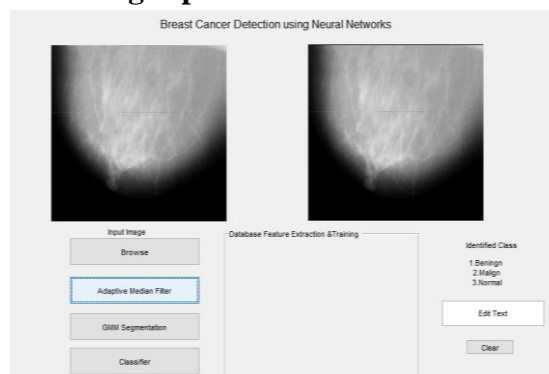 Breast Cancer Detection using Neural Networks
Input Image
Browse
Adaptive Median Filter
GMM Segmentation
Classifier
Database Feature Extraction &Training
Identified Class
1.Beningn
2.Malign
3.Normal
Edit Text
Clear